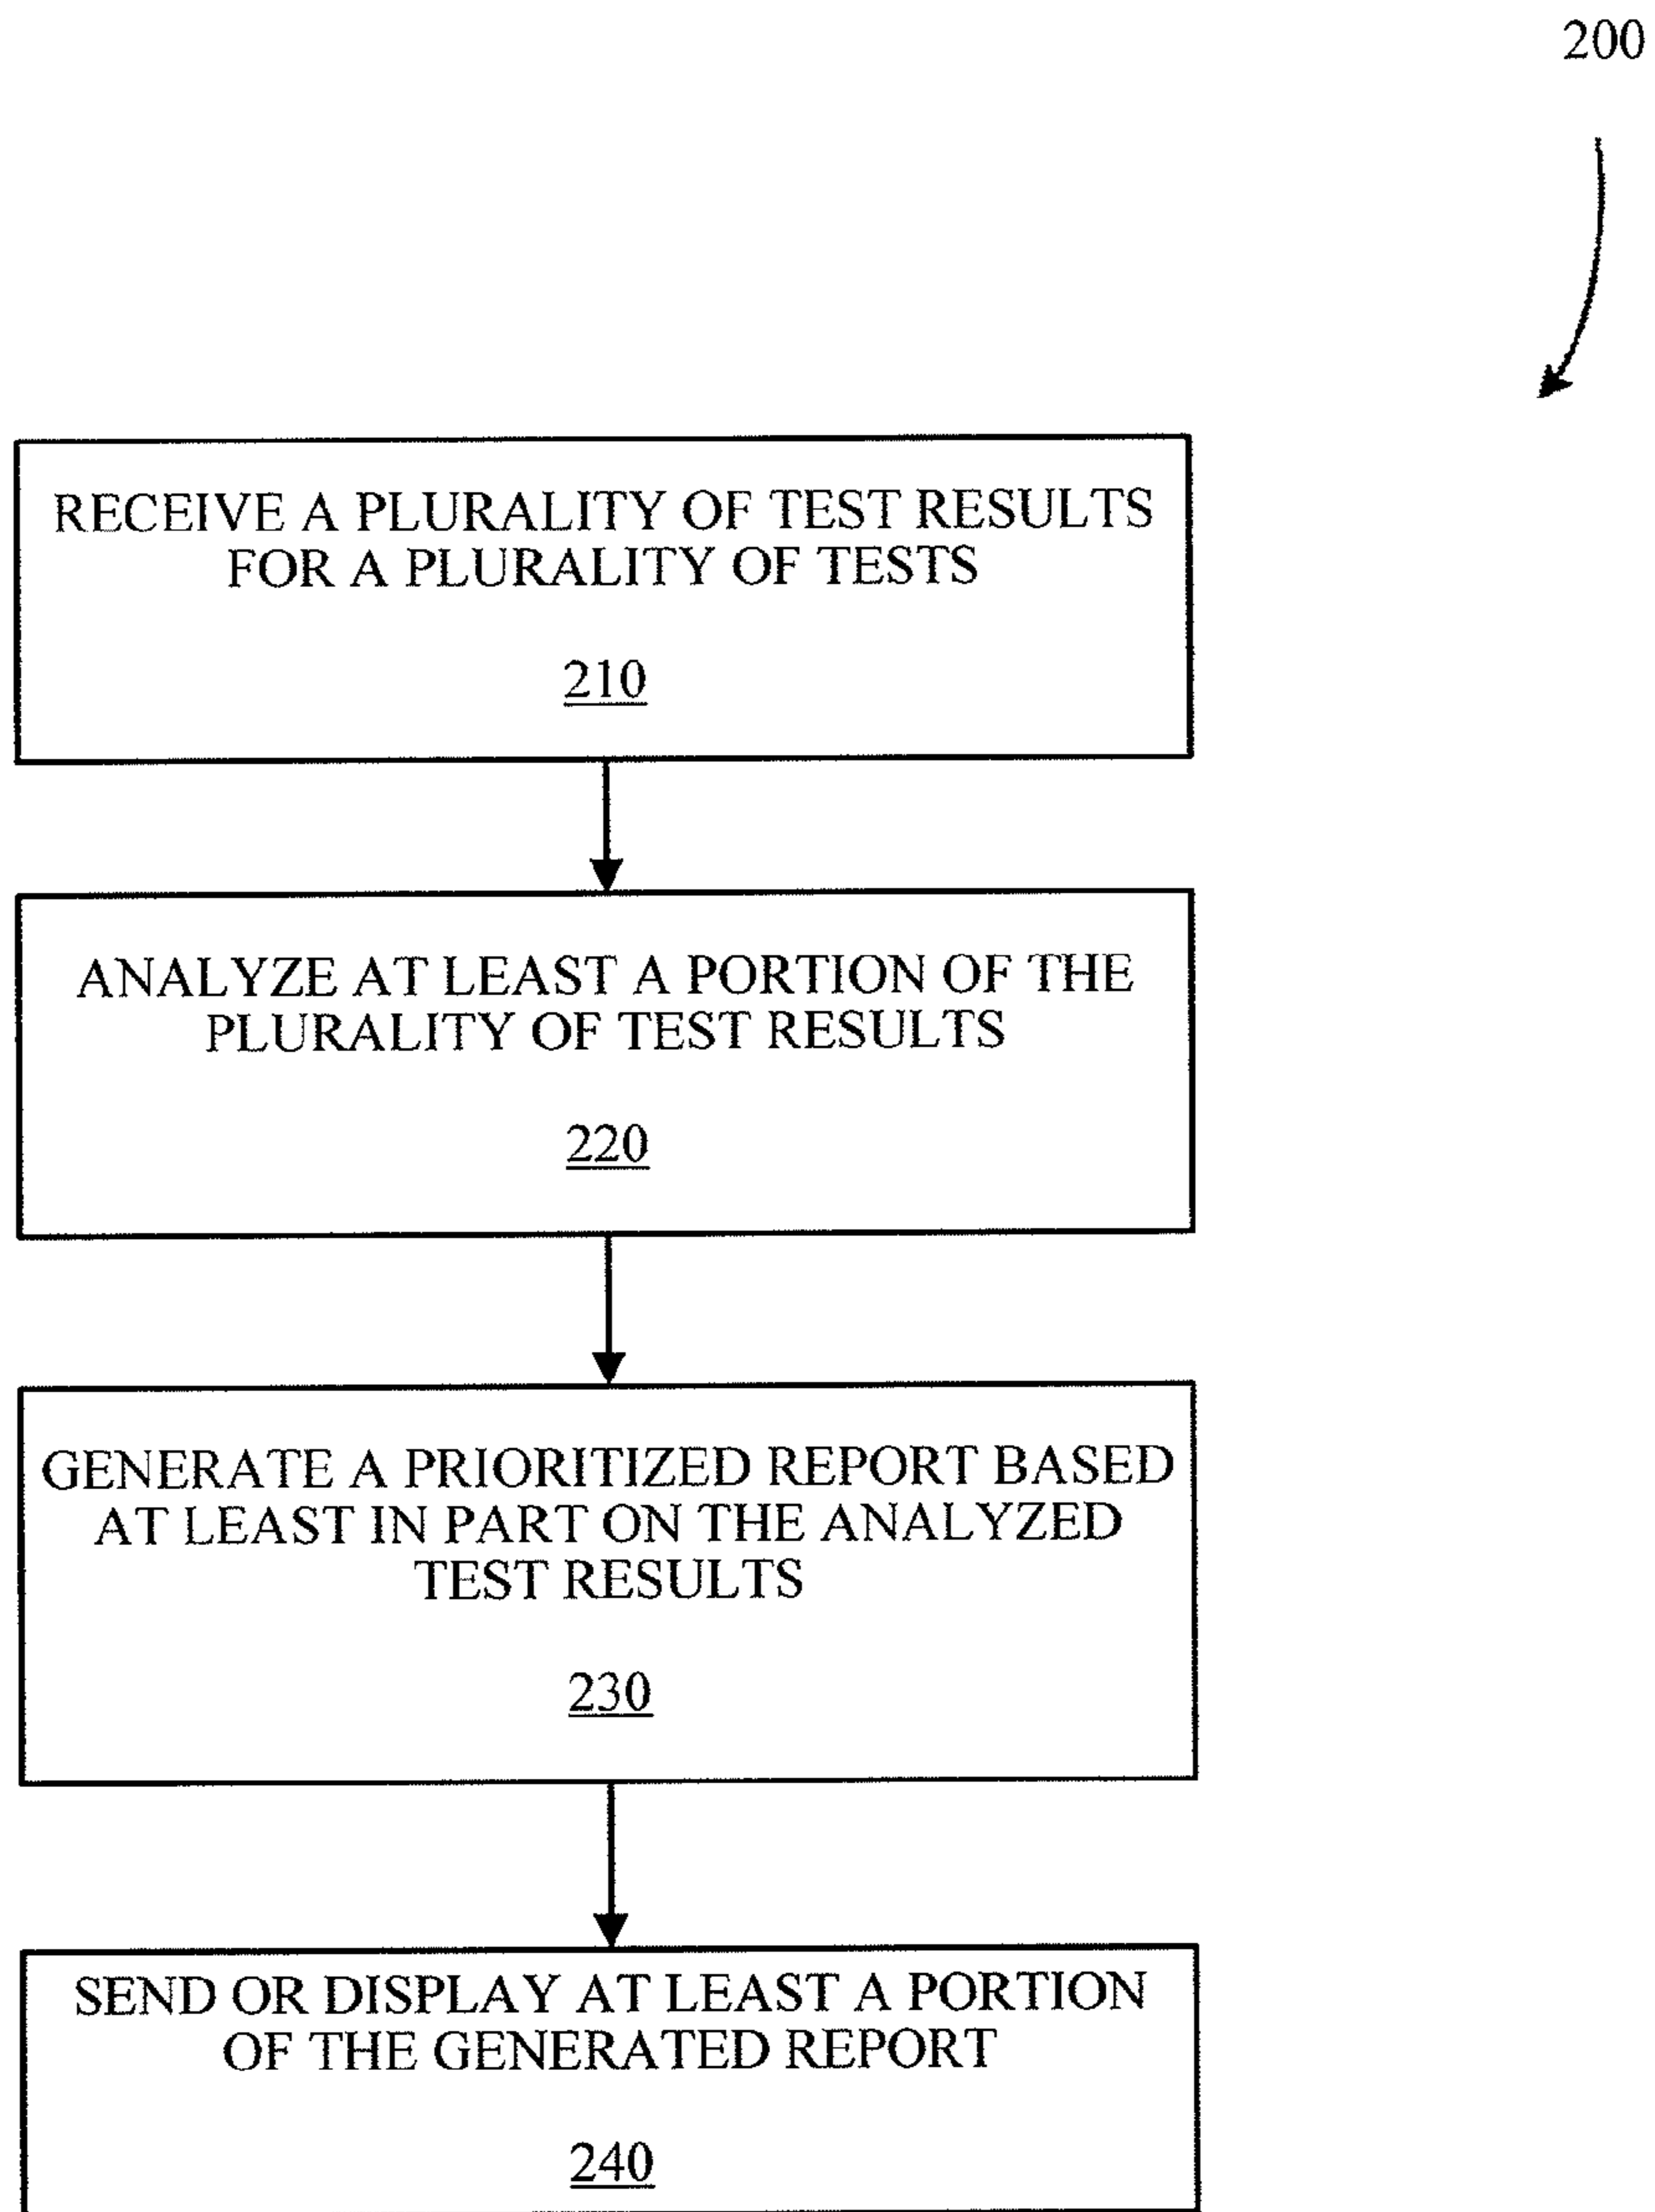 200
RECEIVE A PLURALITY OF TEST RESULTS
FOR A PLURALITY OF TESTS
210
ANALYZE AT LEAST A PORTION OF THE
PLURALITY OF TEST RESULTS
220
GENERATE A PRIORITIZED REPORT BASED
AT LEAST IN PART ON THE ANALYZED
TEST RESULTS
230
SEND OR DISPLAY AT LEAST A PORTION
OF THE GENERATED REPORT
240